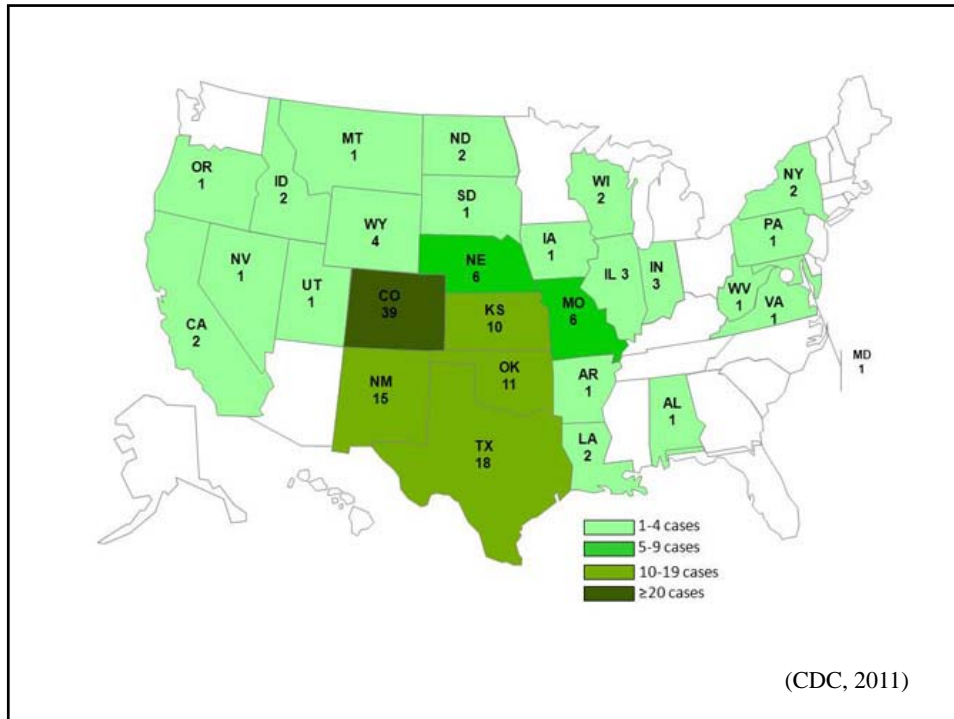 MT
1
ND
2
OR
1
ID
2
WI
2
NY
2
SD
1
WY
4
PA
1
IA
1
NE
6
NV
1
IL 3
IN
3
UT
1
WV
1
VA
1
CO
39
KS
10
MO
6
CA
2
MD
1
NM
15
OK
11
AR
1
AL
1
LA
2
TX
18
1-4 cases
5-9 cases
10-19 cases
≥20 cases
(CDC, 2011)